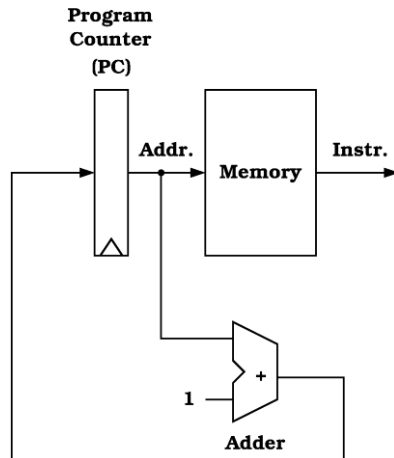 Program
Counter
(PC)
Addr.
Memory
Instr.
1
+
Adder